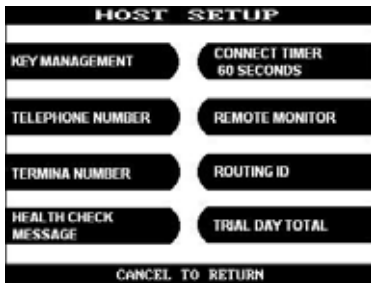 HOST SETUP
KEY MANAGEMENT
CONNECT TIMER
60 SECONDS
TELEPHONE NUMBER
REMOTE MONITOR
TERMINA NUMBER
ROUTING ID
HEALTH CHECK
MESSAGE
TRIAL DAY TOTAL
CANCEL TO RETURN